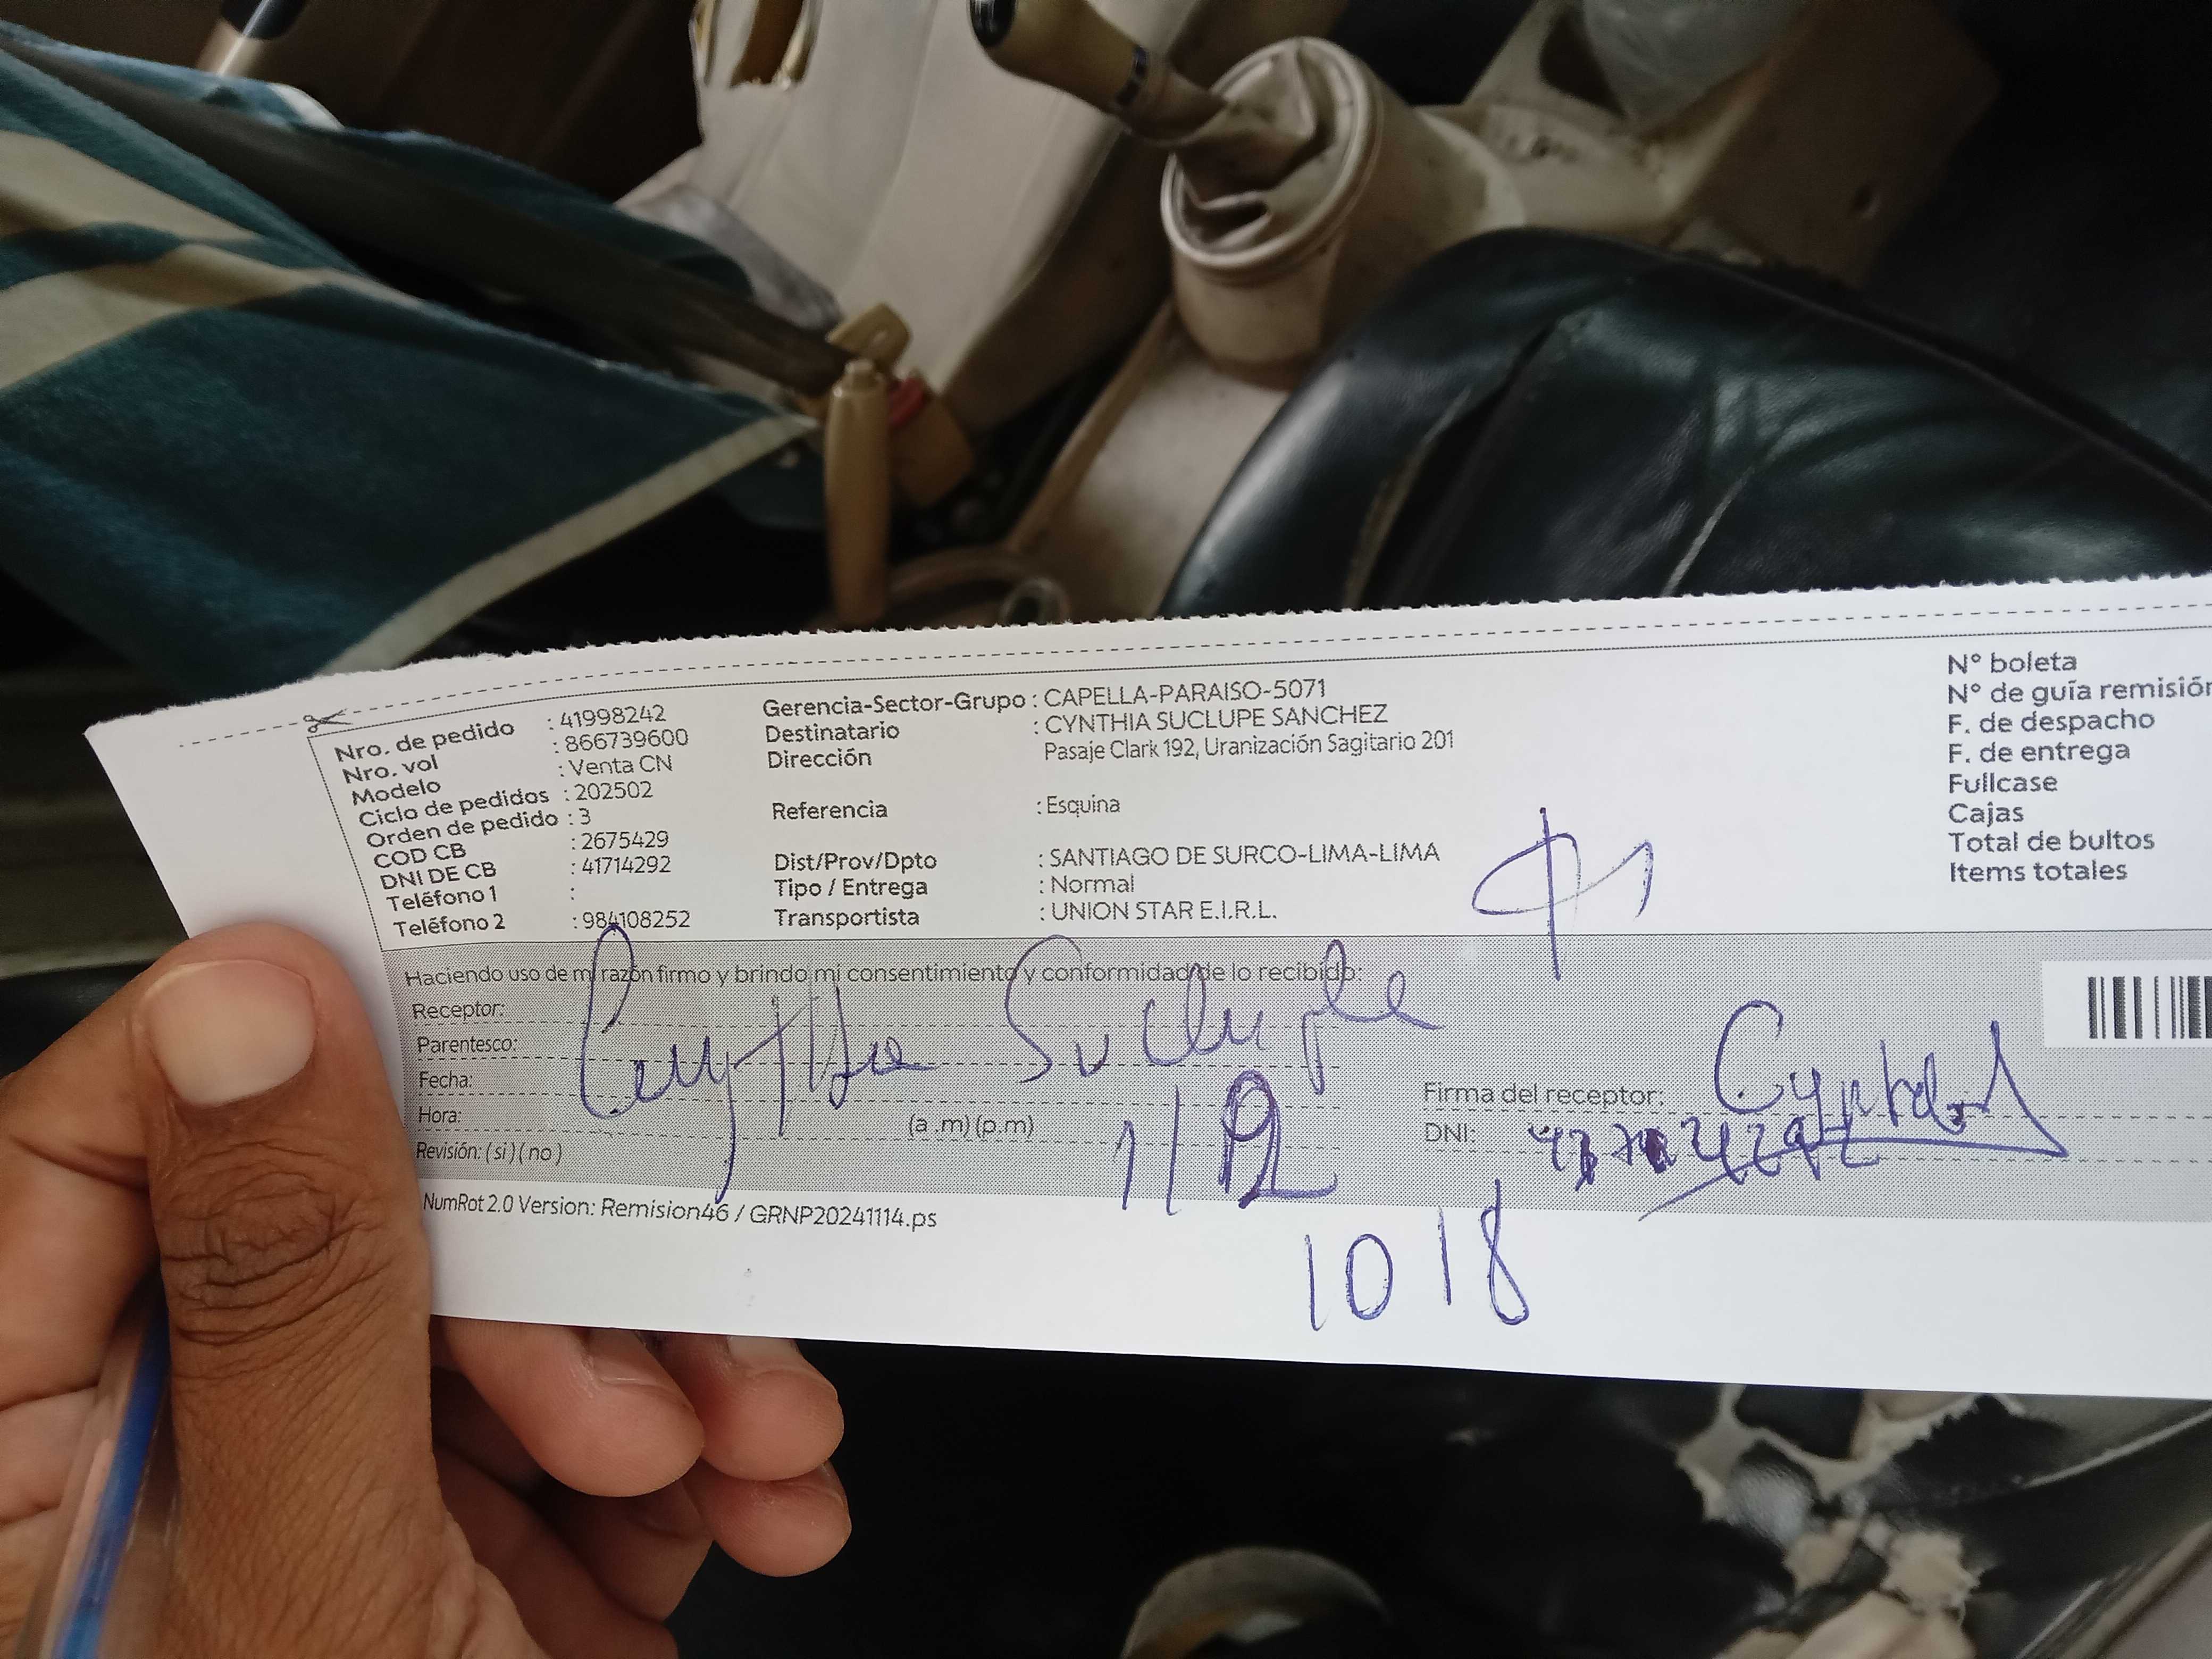 Nro. de pedido : 41998242
Nro. vol : 866739600
Modelo : Venta CN
Ciclo de pedidos : 202502
Orden de pedido : 3
COD CB : 2675429
DNI DE CB : 41714292
Teléfono 1 :
Teléfono 2 : 984108252
Gerencia-Sector-Grupo : CAPELLA-PARAISO-5071
Destinatario : CYNTHIA SUCLUPE SANCHEZ
Dirección Pasaje Clark 192, Uranización Sagitario 201
Referencia : Esquina
Dist/Prov/Dpto : SANTIAGO DE SURCO-LIMA-LIMA
Tipo / Entrega : Normal
Transportista : UNION STAR E.I.R.L.
N° boleta
N° de guía remisión
F. de despacho
F. de entrega
Fullcase
Cajas
Total de bultos
Items totales
Haciendo uso de mi razón firmo y brindo mi consentimiento y conformidad de lo recibido:
Receptor: Cynthia Suclupe
Parentesco:
Fecha:
Hora: (a .m) (p.m)
Revisión: ( si ) ( no )
Firma del receptor:
DNI:
NumRot 2.0 Version: Remision46 / GRNP20241114.ps
10 18